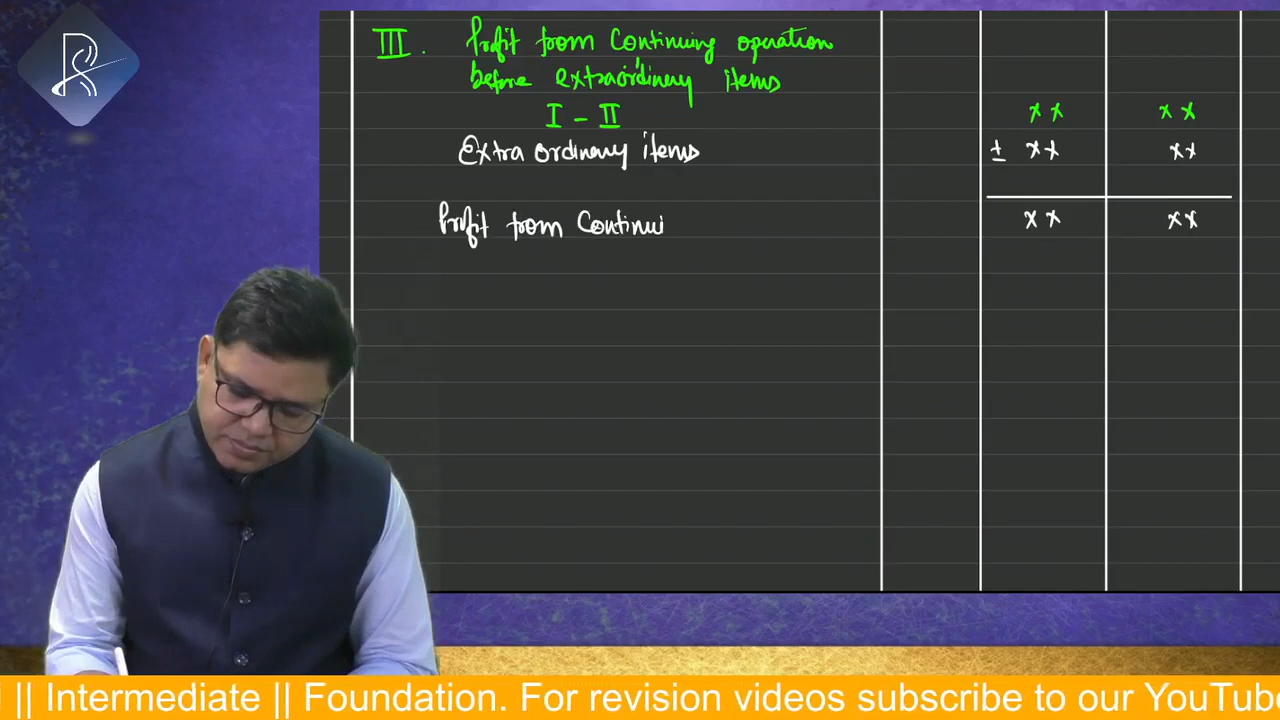 III. Profit from Continuing operation
before extraordinary items
I - II
xx xx
Extra ordinary items ± xx xx
Profit from Continui xx xx
|| Intermediate || Foundation. For revision videos subscribe to our YouTub